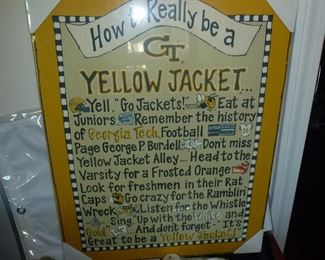 How to Really be a
GT
YELLOW JACKET...
"Yell, "Go Jackets!" Eat at
Juniors Remember the history
of Georgia Tech Football
Page George P Burdell Don't miss
Yellow Jacket Alley... Head to the
Varsity for a Frosted Orange
Look for freshmen in their Rat
Caps Go crazy for the Ramblin
Wreck Listen for the Whistle
Sing "Up with the White and
Gold" ...And don't forget - "It's
Great to be a Yellow Jacket!"